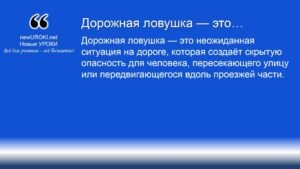 newUROKI.net
Новые УРОКИ
Всё для учителя - всё бесплатно!
Дорожная ловушка — это…
Дорожная ловушка — это неожиданная
ситуация на дороге, которая создаёт скрытую
опасность для человека, пересекающего улицу
или передвигающегося вдоль проезжей части.